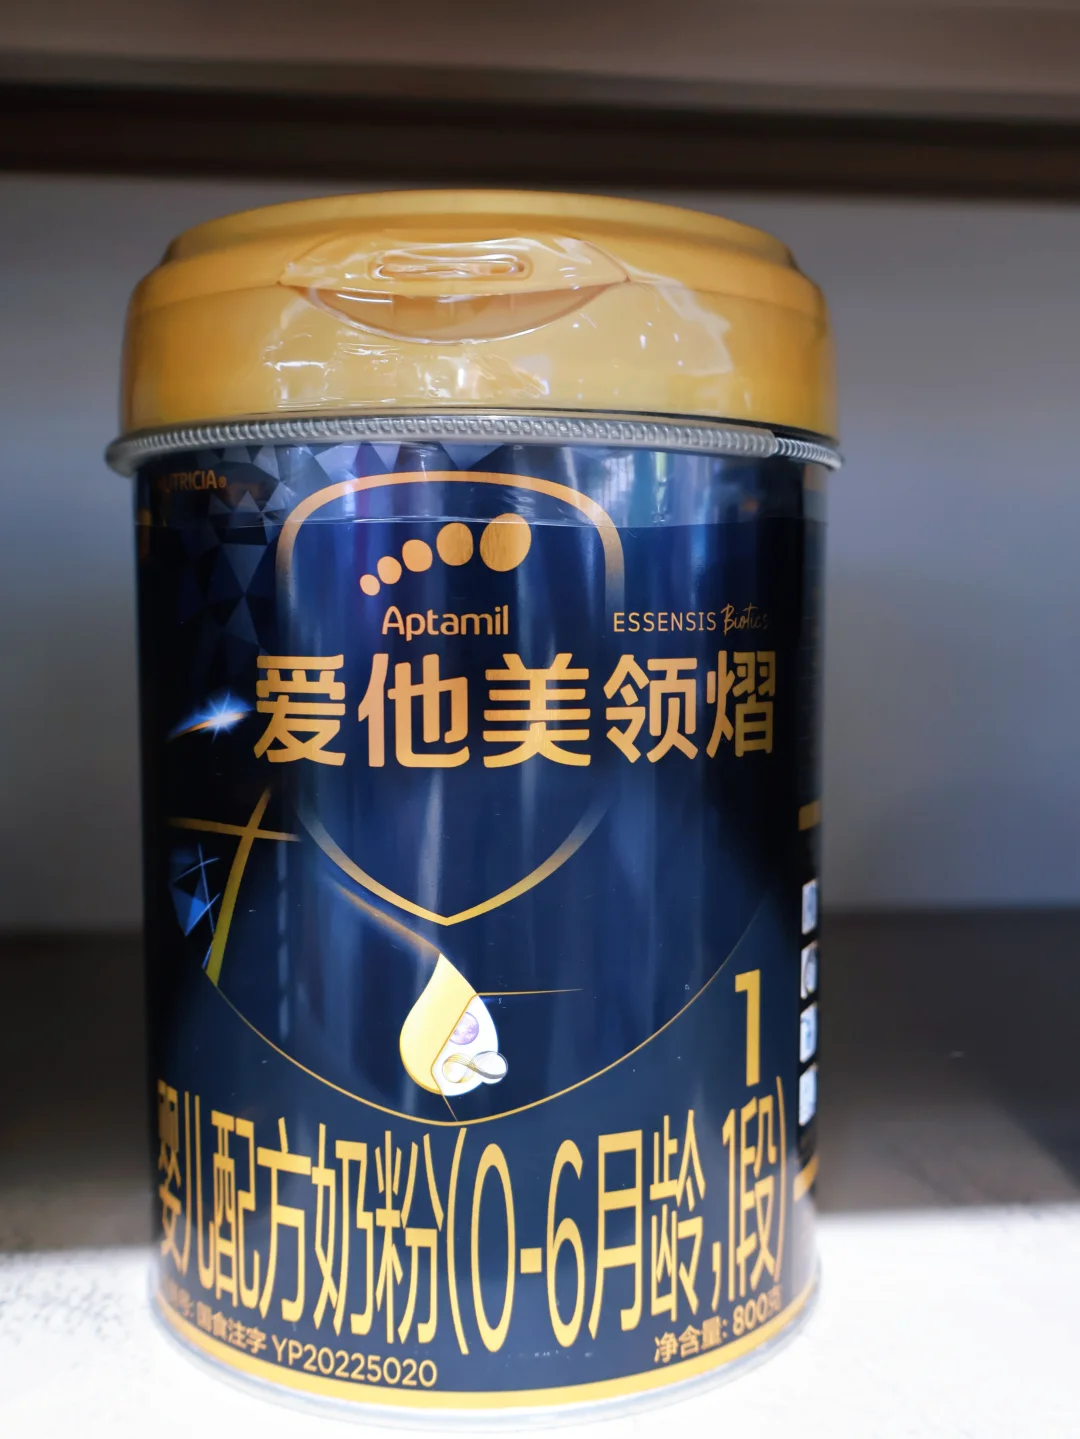 NUTRICIA®
Aptamil
ESSENSIS Biotics
爱他美领熠
1
婴儿配方奶粉(0-6月龄,1段)
号: 国食注字 YP20225020
净含量: 800克